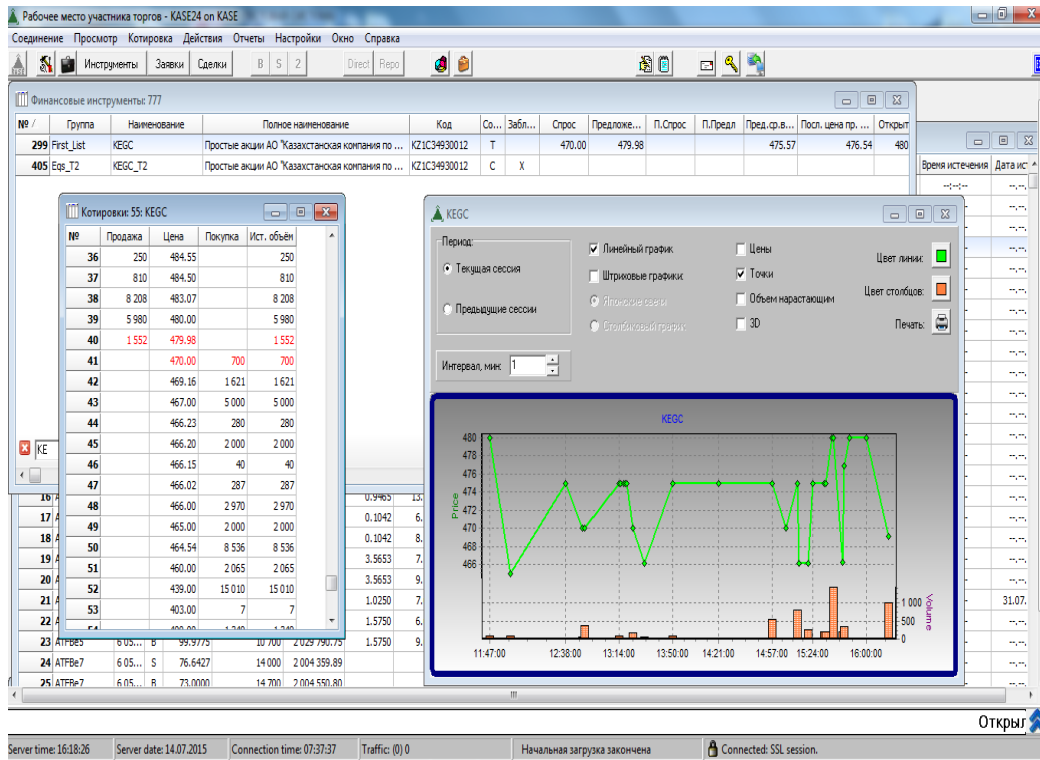 Рабочее место участника торгов - KASE24 on KASE
Соединение Просмотр Котировка Действия Отчеты Настройки Окно Справка
Инструменты Заявки Сделки B S 2 Direct Repo
Финансовые инструменты: 777
№ / Группа Наименование Полное наименование Код Со... Забл... Спрос Предложе... П.Спрос П.Предл Пред.ср.в... Посл. цена пр. ... Открыт
299 First_List KEGC Простые акции АО "Казахстанская компания по ... KZ1C34930012 T 470.00 479.98 475.57 476.54 480
405 Eqs_T2 KEGC_T2 Простые акции АО "Казахстанская компания по ... KZ1C34930012 C X
Время истечения Дата ис
--:--:-- --.--.
Котировки: 55: KEGC
№ Продажа Цена Покупка Ист. объём
36 250 484.55 250
37 810 484.50 810
38 8 208 483.07 8 208
39 5 980 480.00 5 980
40 1 552 479.98 1 552
41 470.00 700 700
42 469.16 1 621 1 621
43 467.00 5 000 5 000
44 466.23 280 280
45 466.20 2 000 2 000
46 466.15 40 40
47 466.02 287 287
48 466.00 2 970 2 970
49 465.00 2 000 2 000
50 464.54 8 536 8 536
51 460.00 2 065 2 065
52 439.00 15 010 15 010
53 403.00 7 7
KEGC
Период:
Текущая сессия
Предыдущие сессии
Интервал, мин: 1
Линейный график
Штриховые графики:
Японские свечи
Столбиковый график
Цены
Точки
Объем нарастающим
3D
Цвет линии:
Цвет столбцов:
Печать:
KEGC
480
478
476
474
472
470
468
466
Price
1 000
500
0
Volume
11:47:00 12:38:00 13:14:00 13:50:00 14:21:00 14:57:00 15:24:00 16:00:00
KE
16 0.9465 13.
17 0.1042 6.
18 0.1042 8.
19 3.5653 7.
20 3.5653 9.
21 1.0250 7. 31.07.
22 1.5750 6.
23 ATFBe5 6 05... B 99.9775 10 700 2 029 790.75 1.5750 9.
24 ATFBe7 6 05... S 76.6427 14 000 2 004 359.89
25 ATFBe7 6 05... B 73.0000 14 700 2 004 550.80
Открыл
Server time: 16:18:26 Server date: 14.07.2015 Connection time: 07:37:37 Traffic: (0) 0 Начальная загрузка закончена Connected: SSL session.